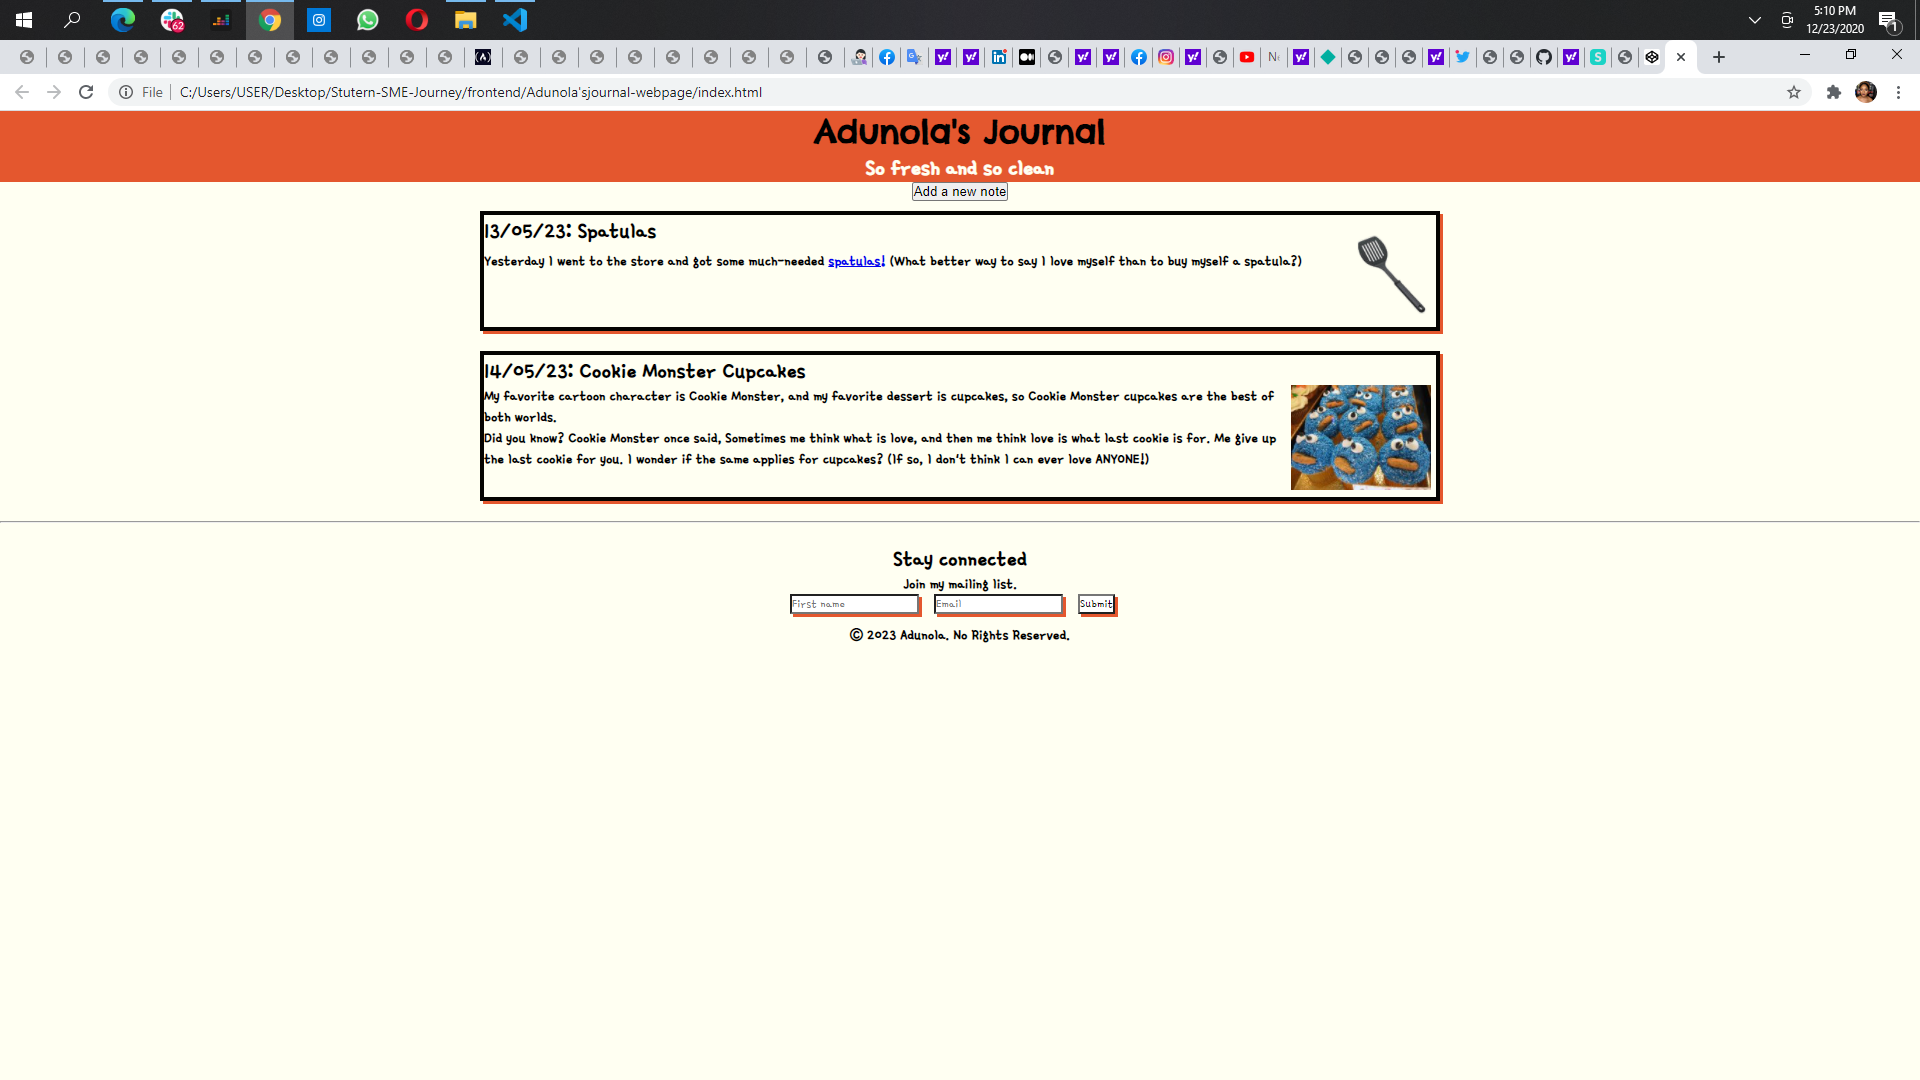 62
5:10 PM
12/23/2020
1
File
C:/Users/USER/Desktop/Stutern-SME-Journey/frontend/Adunola'sjournal-webpage/index.html
Adunola's Journal
So fresh and so clean
Add a new note
13/05/23: Spatulas
Yesterday I went to the store and got some much-needed spatulas! (What better way to say I love myself than to buy myself a spatula?)
14/05/23: Cookie Monster Cupcakes
My favorite cartoon character is Cookie Monster, and my favorite dessert is cupcakes, so Cookie Monster cupcakes are the best of
both worlds.
Did you know? Cookie Monster once said, Sometimes me think what is love, and then me think love is what last cookie is for. Me give up
the last cookie for you. I wonder if the same applies for cupcakes? (If so, I don't think I can ever love ANYONE!)
Stay connected
Join my mailing list.
First name
Email
Submit
© 2023 Adunola. No Rights Reserved.